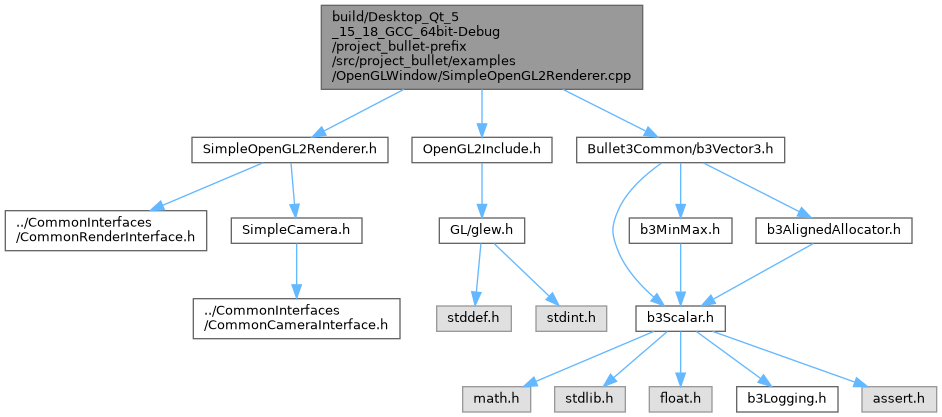 build/Desktop_Qt_5
_15_18_GCC_64bit-Debug
/project_bullet-prefix
/src/project_bullet/examples
/OpenGLWindow/SimpleOpenGL2Renderer.cpp
SimpleOpenGL2Renderer.h
OpenGL2Include.h
Bullet3Common/b3Vector3.h
../CommonInterfaces
/CommonRenderInterface.h
SimpleCamera.h
GL/glew.h
b3MinMax.h
b3AlignedAllocator.h
../CommonInterfaces
/CommonCameraInterface.h
stddef.h
stdint.h
b3Scalar.h
math.h
stdlib.h
float.h
b3Logging.h
assert.h